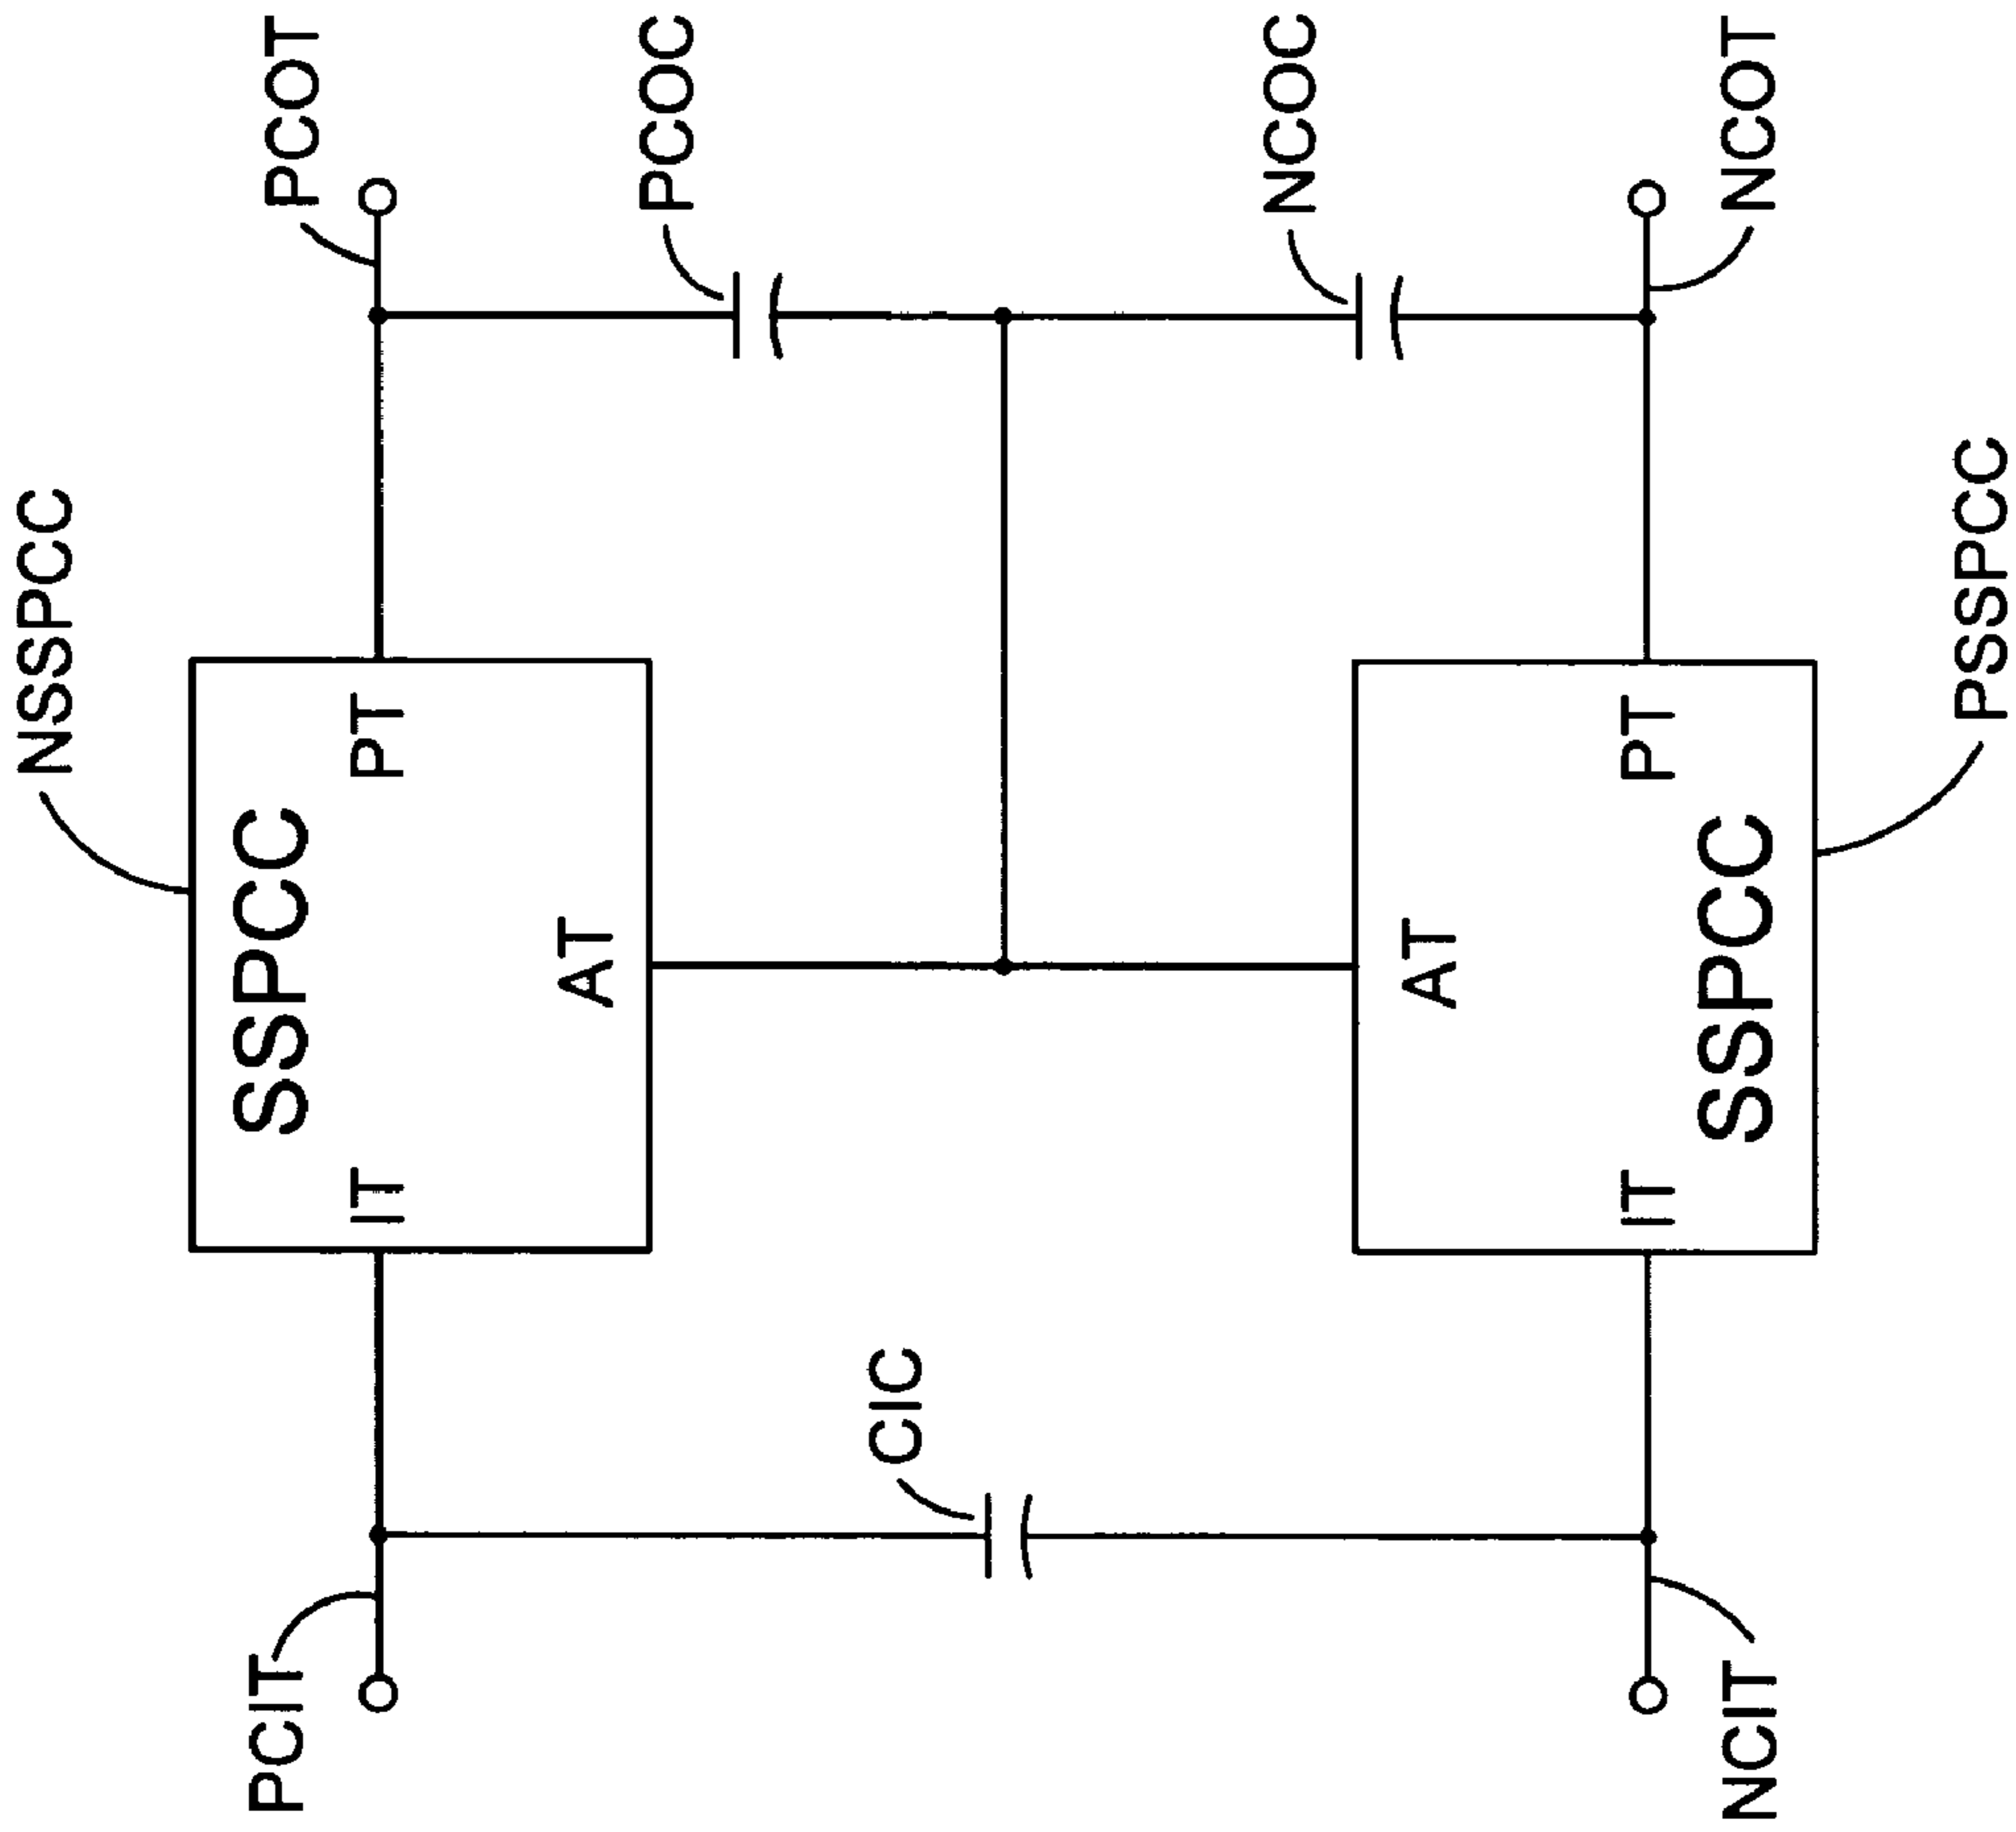 NSSPCC
PCIT
SSPCC
PCOT
IT
PT
AT
PCOC
CIC
NCOC
AT
IT
PT
NCIT
SSPCC
NCOT
PSSPCC